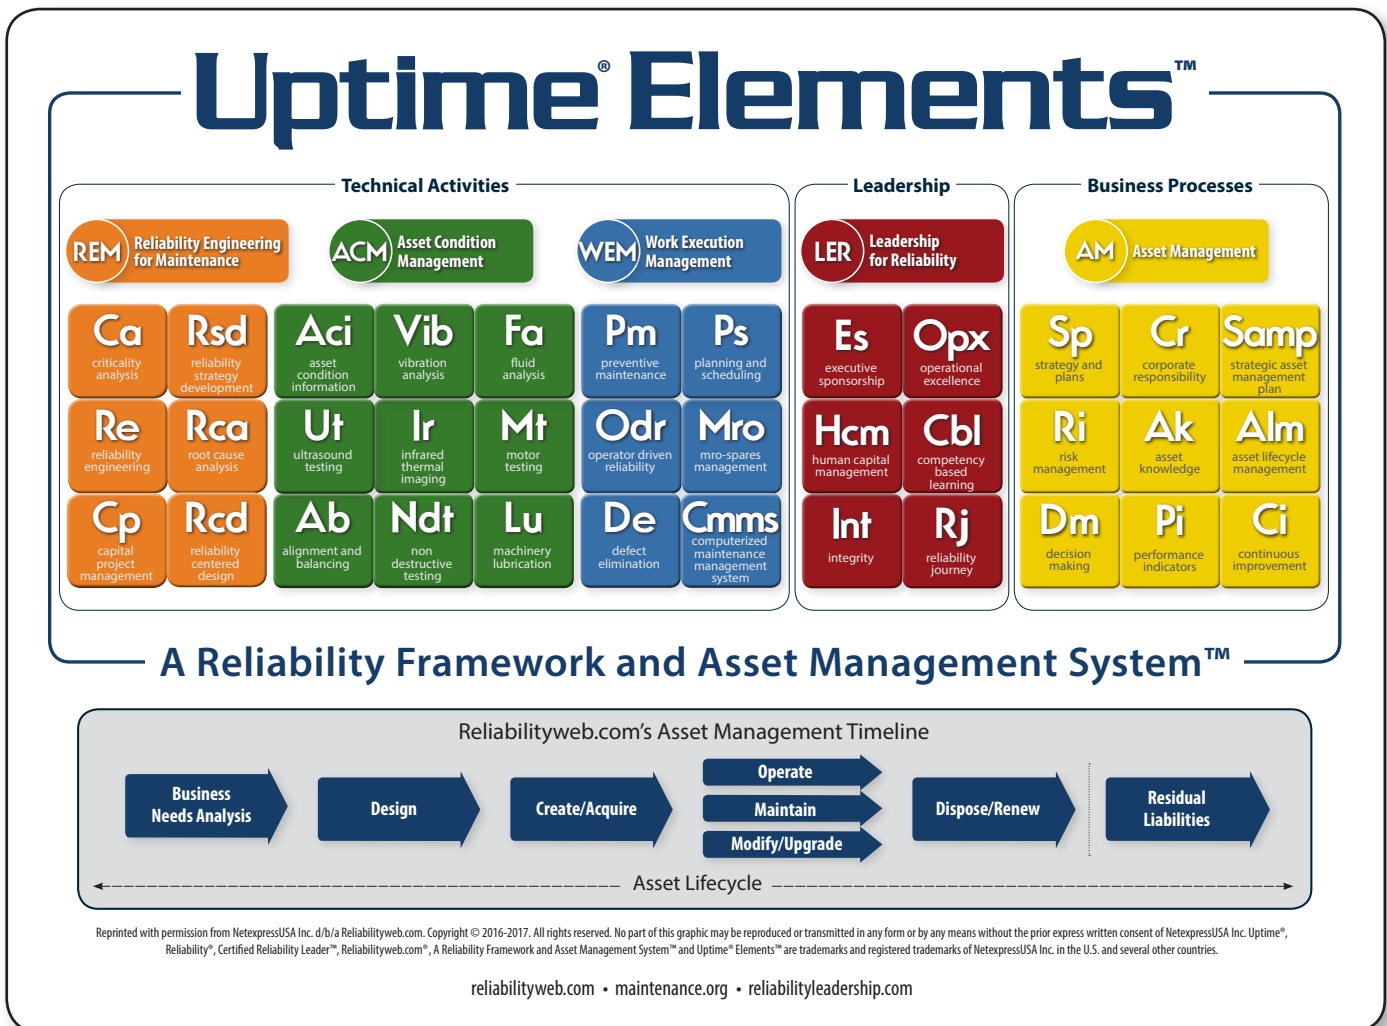 Uptime® Elements™
Technical Activities
Leadership
Business Processes
REM
Reliability Engineering
for Maintenance
ACM
Asset Condition
Management
WEM
Work Execution
Management
LER
Leadership
for Reliability
AM
Asset Management
Ca
criticality
analysis
Rsd
reliability
strategy
development
Re
reliability
engineering
Rca
root cause
analysis
Cp
capital
project
management
Rcd
reliability
centered
design
Aci
asset
condition
information
Vib
vibration
analysis
Fa
fluid
analysis
Ut
ultrasound
testing
Ir
infrared
thermal
imaging
Mt
motor
testing
Ab
alignment and
balancing
Ndt
non
destructive
testing
Lu
machinery
lubrication
Pm
preventive
maintenance
Ps
planning and
scheduling
Odr
operator driven
reliability
Mro
mro-spares
management
De
defect
elimination
Cmms
computerized
maintenance
management
system
Es
executive
sponsorship
Opx
operational
excellence
Hcm
human capital
management
Cbl
competency
based
learning
Int
integrity
Rj
reliability
journey
Sp
strategy and
plans
Cr
corporate
responsibility
Samp
strategic asset
management
plan
Ri
risk
management
Ak
asset
knowledge
Alm
asset lifecycle
management
Dm
decision
making
Pi
performance
indicators
Ci
continuous
improvement
A Reliability Framework and Asset Management System™
Reliabilityweb.com's Asset Management Timeline
Business
Needs Analysis
Design
Create/Acquire
Operate
Maintain
Modify/Upgrade
Dispose/Renew
Residual
Liabilities
Asset Lifecycle
Reprinted with permission from NetexpressUSA Inc. d/b/a Reliabilityweb.com. Copyright © 2016-2017. All rights reserved. No part of this graphic may be reproduced or transmitted in any form or by any means without the prior express written consent of NetexpressUSA Inc. Uptime®,
Reliability®, Certified Reliability Leader™, Reliabilityweb.com®, A Reliability Framework and Asset Management System™ and Uptime® Elements™ are trademarks and registered trademarks of NetexpressUSA Inc. in the U.S. and several other countries.
reliabilityweb.com • maintenance.org • reliabilityleadership.com